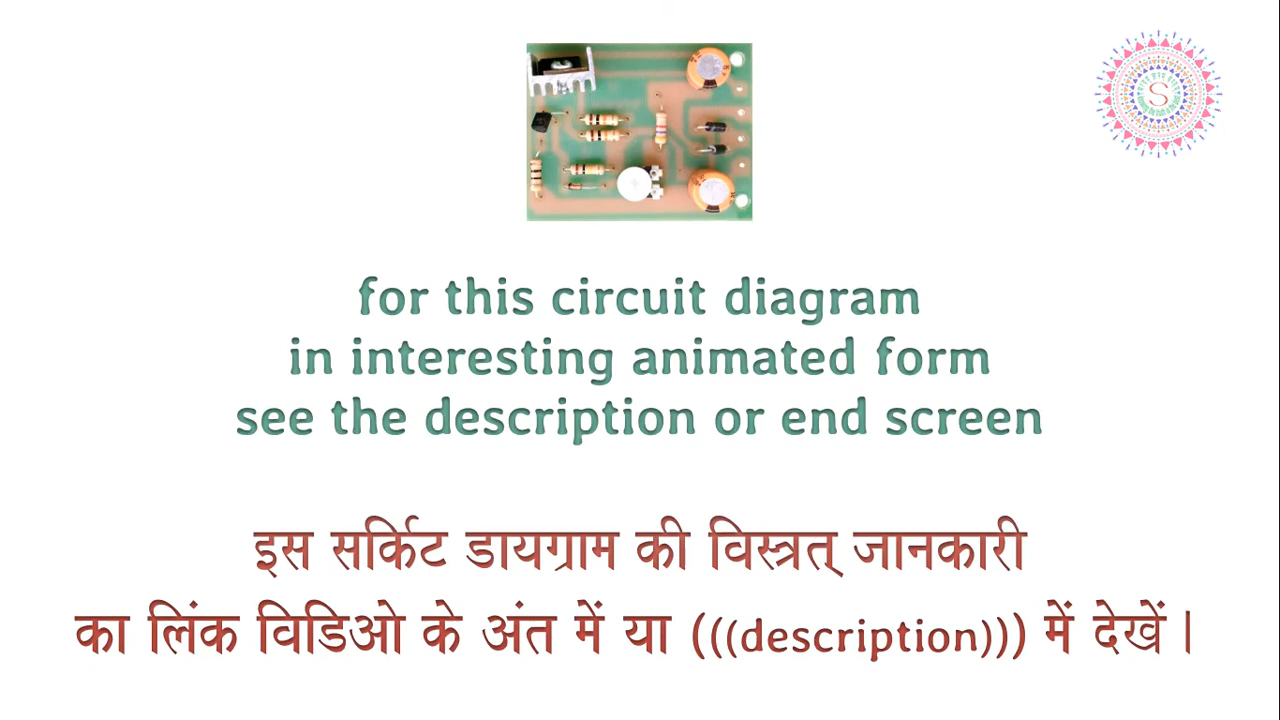 S
for this circuit diagram
in interesting animated form
see the description or end screen
इस सर्किट डायग्राम की विस्त्रत् जानकारी
का लिंक विडिओ के अंत में या (((description))) में देखें |